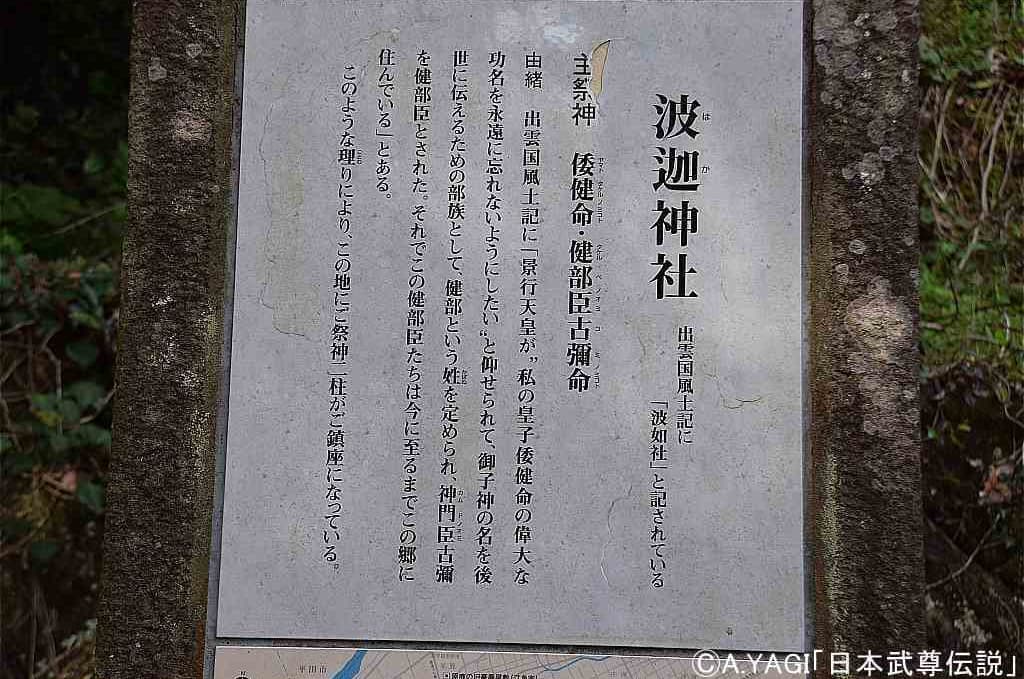 波迦神社
はか
出雲国風土記に
「波如社」と記されている
主祭神　倭健命・健部臣古彌命
由緒　出雲国風土記に「景行天皇が〝私の皇子倭健命の偉大な
功名を永遠に忘れないようにしたい〟と仰せられて、御子神の名を後
世に伝えるための部族として、健部という姓を定められ、神門臣古彌
を健部臣とされた。それでこの健部臣たちは今に至るまでこの郷に
住んでいる」とある。
このような理りにより、この地にご祭神二柱がご鎮座になっている。
平田市
©A.YAGI「日本武尊伝説」